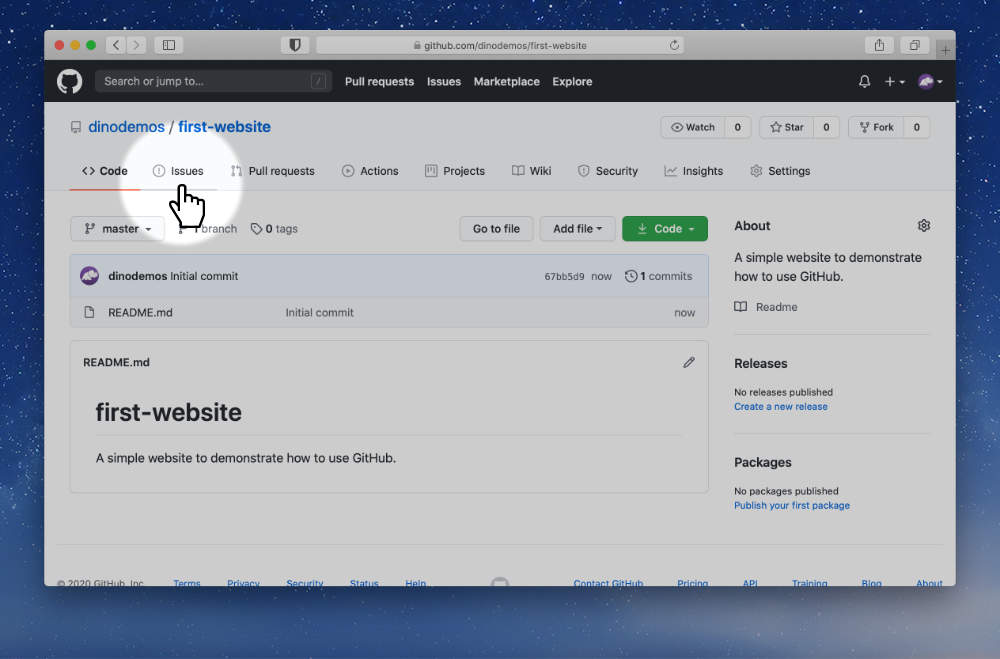 github.com/dinodemos/first-website
Search or jump to... / Pull requests Issues Marketplace Explore
dinodemos / first-website Watch 0 Star 0 Fork 0
Code Issues Pull requests Actions Projects Wiki Security Insights Settings
master 1 branch 0 tags Go to file Add file Code
dinodemos Initial commit 67bb5d9 now 1 commits
README.md Initial commit now
README.md
first-website
A simple website to demonstrate how to use GitHub.
About
A simple website to demonstrate
how to use GitHub.
Readme
Releases
No releases published
Create a new release
Packages
No packages published
Publish your first package
© 2020 GitHub, Inc. Terms Privacy Security Status Help Contact GitHub Pricing API Training Blog About